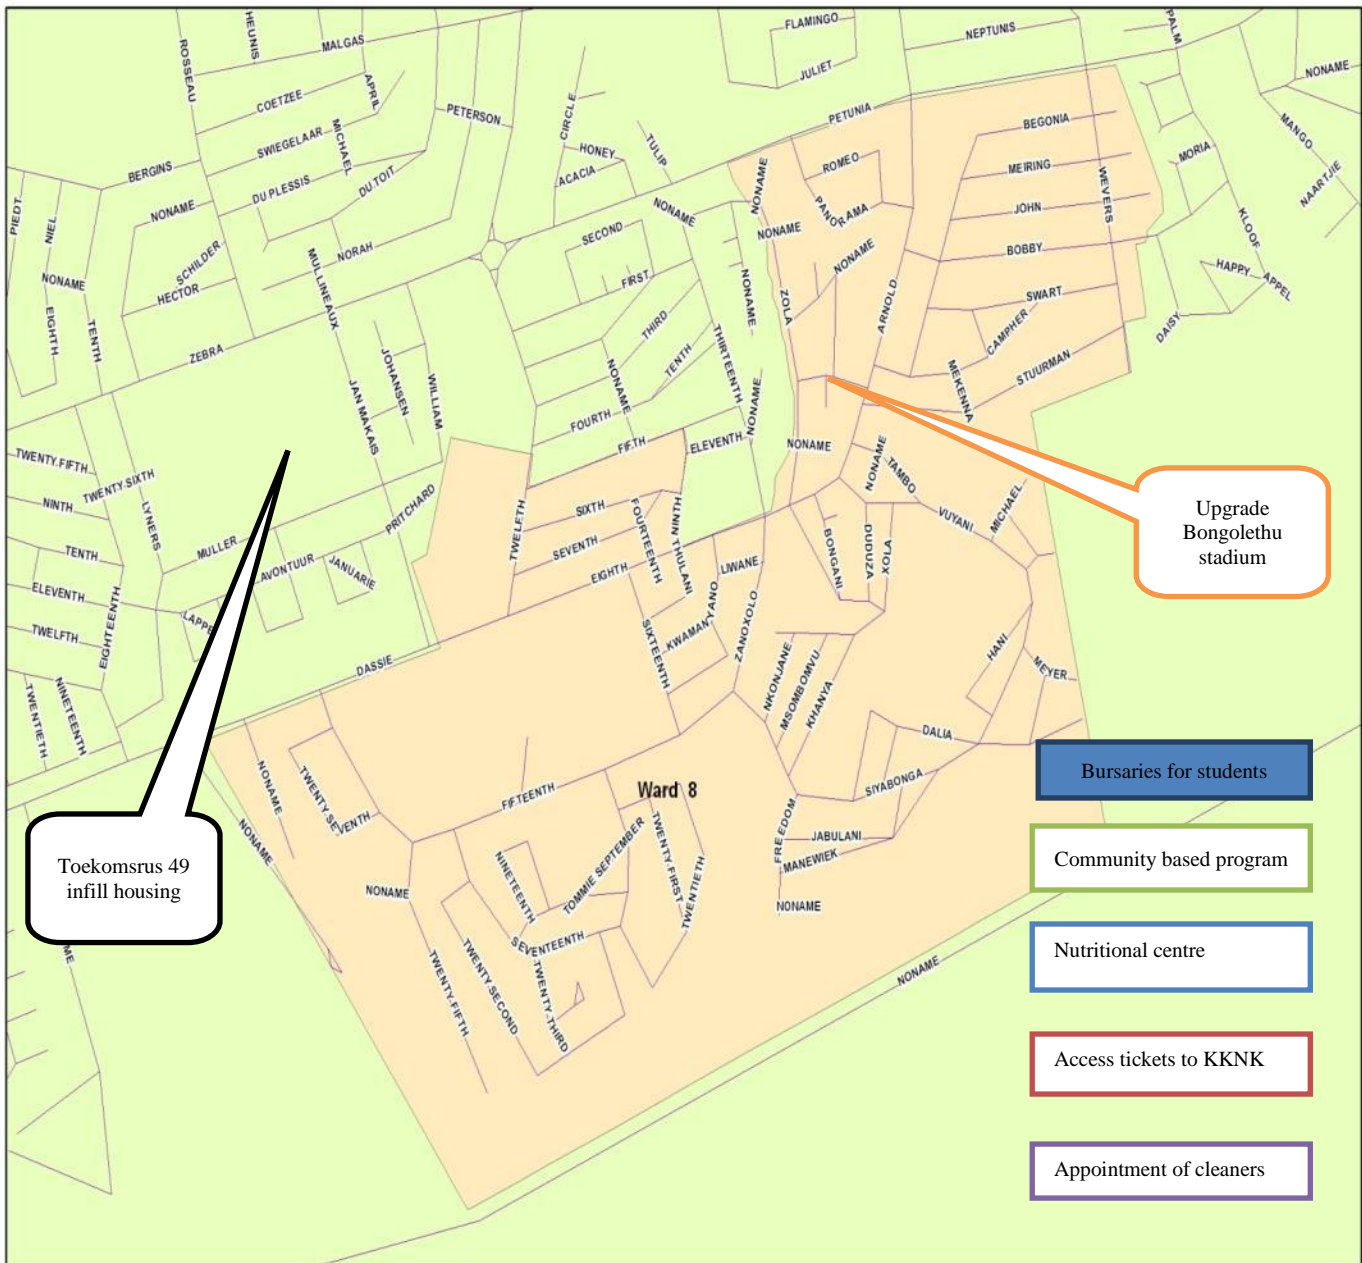 FLAMINGO
NEPTUNIS
PALM
HEUNIS
ROSSEAU
MALGAS
JULIET
NONAME
COETZEE
APRIL
PETERSON
CIRCLE
PETUNIA
BEGONIA
MANGO
SWIEGELAAR
MICHAEL
HONEY
TULIP
ROMEO
MEIRING
WEVERS
MORIA
NAARTJIE
BERGINS
DU PLESSIS
DU TOIT
ACACIA
NONAME
PIEDT
NIEL
NONAME
NONAME
PANORAMA
JOHN
KLOOF
SECOND
NONAME
NONAME
BOBBY
SCHILDER
NORAH
MULLINEAUX
HAPPY
APPEL
NONAME
HECTOR
FIRST
NONAME
ZOLA
ARNOLD
SWART
EIGHTH
TENTH
ZEBRA
THIRD
THIRTEENTH
CAMPHER
DAISY
JOHANSEN
WILLIAM
JAN MAKAIS
TENTH
NONAME
NONAME
MEKENNA
STUURMAN
FOURTH
FIFTH
ELEVENTH
NONAME
NONAME
TAMBO
TWENTY-FIFTH
TWENTY-SIXTH
NINTH
LYNERS
PRITCHARD
TWELETH
SIXTH
FOURTEENTH
NINTH
VUYANI
MICHAEL
Upgrade
Bongolethu
stadium
MULLER
SEVENTH
THULANI
BONGANI
DUDUZA
XOLA
TENTH
AVONTUUR
JANUARIE
EIGHTH
LIWANE
ELEVENTH
EIGHTEENTH
LAPPE
TWELFTH
SIXTEENTH
KWAMANYANO
ZANOXOLO
DASSIE
NKONJANE
MSOMBOMVU
KHANYA
HANI
MEYER
TWENTIETH
NINETEENTH
DALIA
NONAME
TWENTY-SEVENTH
FIFTEENTH
Ward 8
SIYABONGA
Bursaries for students
NONAME
TOMMIE SEPTEMBER
TWENTY-FIRST
TWENTIETH
FREEDOM
JABULANI
MANEWIEK
Community based program
Toekomsrus 49
infill housing
NONAME
NINETEENTH
NONAME
SEVENTEENTH
Nutritional centre
ME
TWENTY-FIFTH
TWENTY-SECOND
TWENTY-THIRD
NONAME
Access tickets to KKNK
Appointment of cleaners